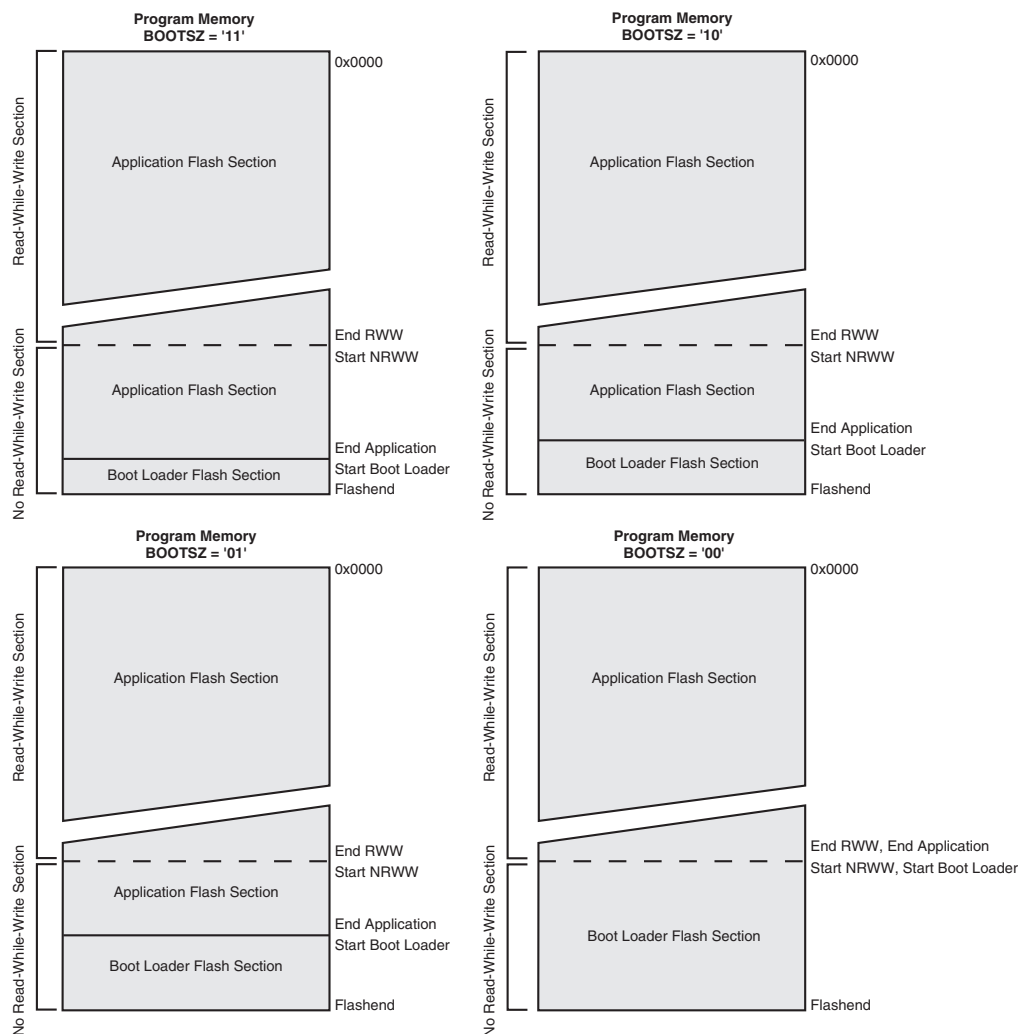 Program Memory
BOOTSZ = '11'
0x0000
Read-While-Write Section
Application Flash Section
End RWW
Start NRWW
No Read-While-Write Section
Application Flash Section
End Application
Start Boot Loader
Boot Loader Flash Section
Flashend
Program Memory
BOOTSZ = '10'
0x0000
Read-While-Write Section
Application Flash Section
End RWW
Start NRWW
No Read-While-Write Section
Application Flash Section
End Application
Start Boot Loader
Boot Loader Flash Section
Flashend
Program Memory
BOOTSZ = '01'
0x0000
Read-While-Write Section
Application Flash Section
End RWW
Start NRWW
No Read-While-Write Section
Application Flash Section
End Application
Start Boot Loader
Boot Loader Flash Section
Flashend
Program Memory
BOOTSZ = '00'
0x0000
Read-While-Write Section
Application Flash Section
End RWW, End Application
Start NRWW, Start Boot Loader
No Read-While-Write Section
Boot Loader Flash Section
Flashend